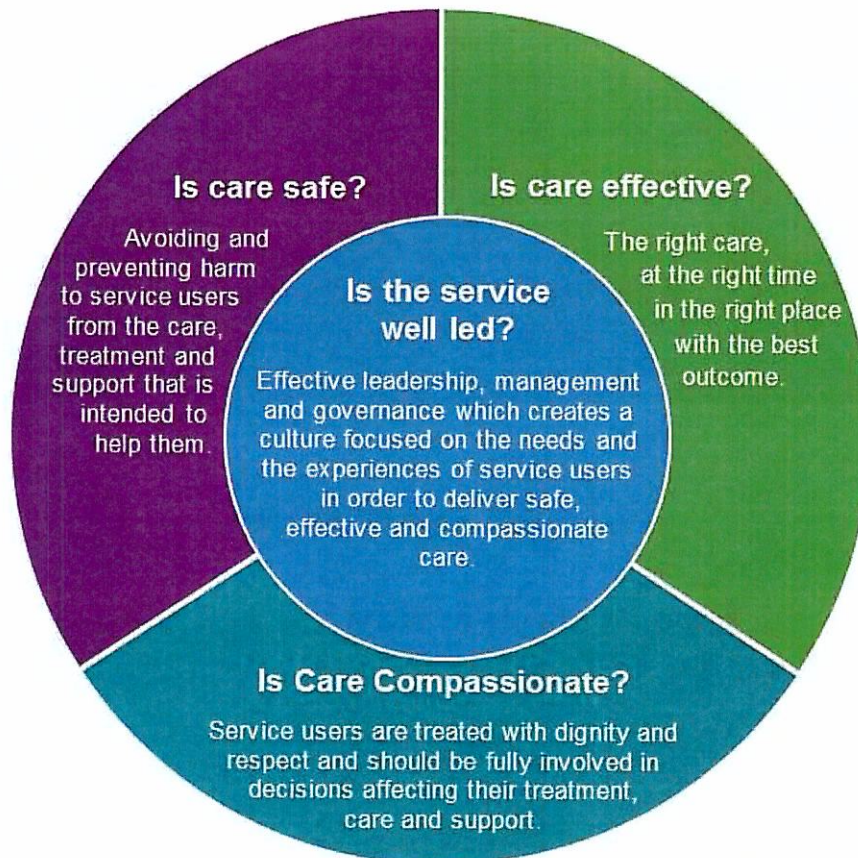 Is care safe?
Avoiding and
preventing harm
to service users
from the care,
treatment and
support that is
intended to
help them.
Is care effective?
The right care,
at the right time
in the right place
with the best
outcome.
Is the service
well led?
Effective leadership, management
and governance which creates a
culture focused on the needs and
the experiences of service users
in order to deliver safe,
effective and compassionate
care.
Is Care Compassionate?
Service users are treated with dignity and
respect and should be fully involved in
decisions affecting their treatment,
care and support.